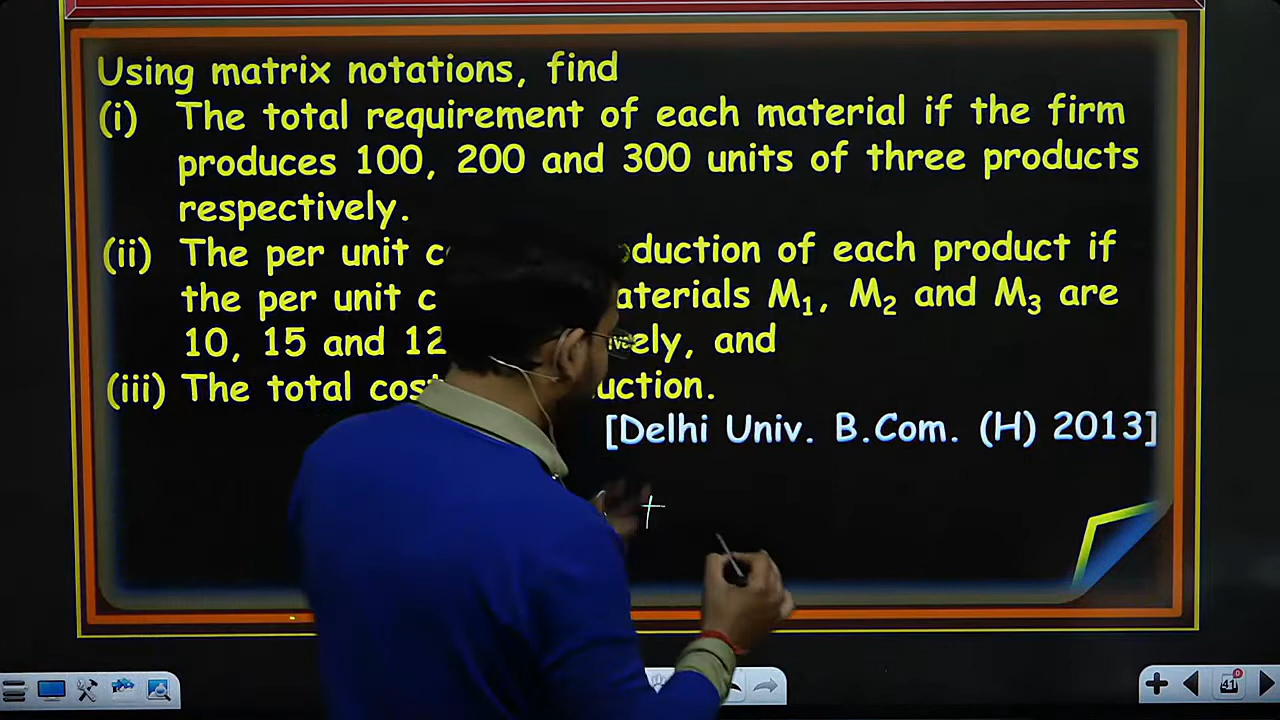 Using matrix notations, find
(i) The total requirement of each material if the firm
produces 100, 200 and 300 units of three products
respectively.
(ii) The per unit duction of each product if
the per unit aterials M₁, M₂ and M₃ are
10, 15 and 12 ively, and
(iii) The total cos uction.
[Delhi Univ. B.Com. (H) 2013]
+
41